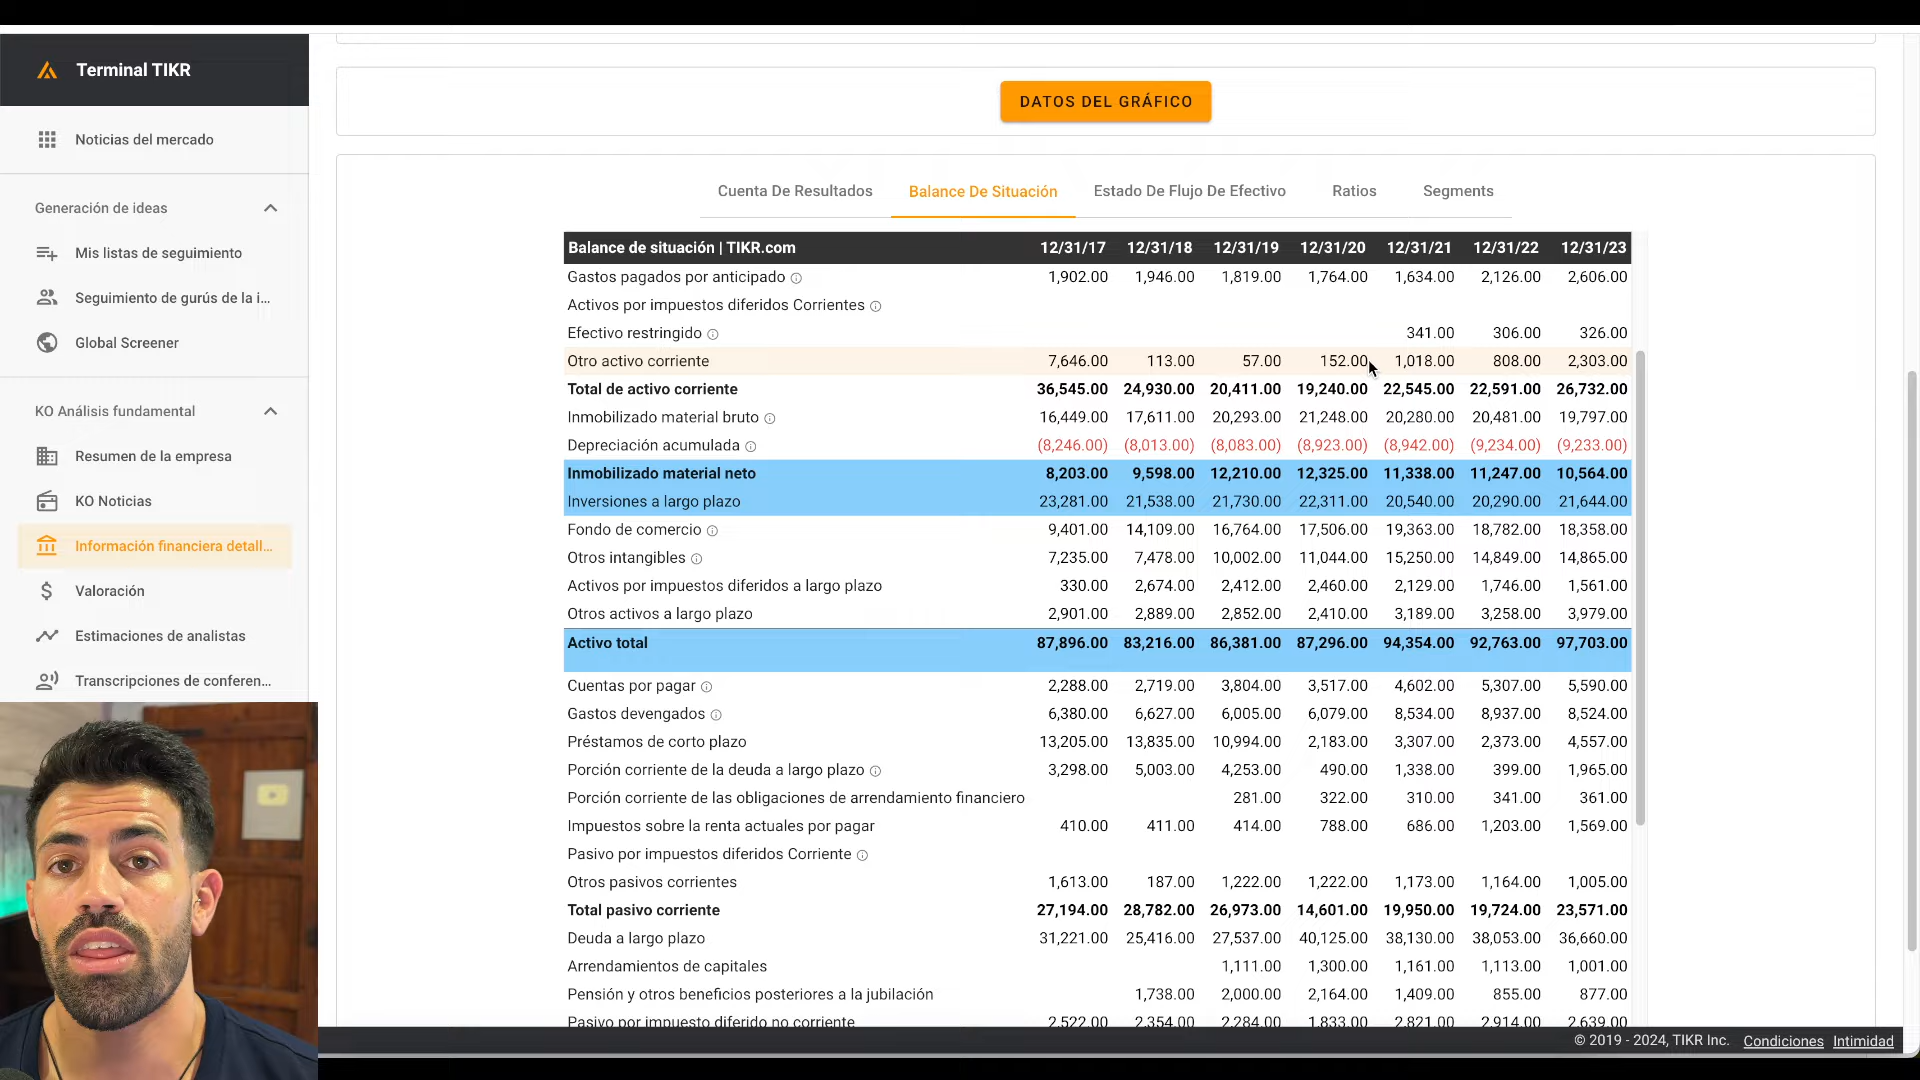 Terminal TIKR
Noticias del mercado
Generación de ideas
Mis listas de seguimiento
Seguimiento de gurús de la i...
Global Screener
KO Análisis fundamental
Resumen de la empresa
KO Noticias
Información financiera detall...
Valoración
Estimaciones de analistas
Transcripciones de conferen...
DATOS DEL GRÁFICO
Cuenta De Resultados Balance De Situación Estado De Flujo De Efectivo Ratios Segments
Balance de situación | TIKR.com 12/31/17 12/31/18 12/31/19 12/31/20 12/31/21 12/31/22 12/31/23
Gastos pagados por anticipado 1,902.00 1,946.00 1,819.00 1,764.00 1,634.00 2,126.00 2,606.00
Activos por impuestos diferidos Corrientes
Efectivo restringido 341.00 306.00 326.00
Otro activo corriente 7,646.00 113.00 57.00 152.00 1,018.00 808.00 2,303.00
Total de activo corriente 36,545.00 24,930.00 20,411.00 19,240.00 22,545.00 22,591.00 26,732.00
Inmobilizado material bruto 16,449.00 17,611.00 20,293.00 21,248.00 20,280.00 20,481.00 19,797.00
Depreciación acumulada (8,246.00) (8,013.00) (8,083.00) (8,923.00) (8,942.00) (9,234.00) (9,233.00)
Inmobilizado material neto 8,203.00 9,598.00 12,210.00 12,325.00 11,338.00 11,247.00 10,564.00
Inversiones a largo plazo 23,281.00 21,538.00 21,730.00 22,311.00 20,540.00 20,290.00 21,644.00
Fondo de comercio 9,401.00 14,109.00 16,764.00 17,506.00 19,363.00 18,782.00 18,358.00
Otros intangibles 7,235.00 7,478.00 10,002.00 11,044.00 15,250.00 14,849.00 14,865.00
Activos por impuestos diferidos a largo plazo 330.00 2,674.00 2,412.00 2,460.00 2,129.00 1,746.00 1,561.00
Otros activos a largo plazo 2,901.00 2,889.00 2,852.00 2,410.00 3,189.00 3,258.00 3,979.00
Activo total 87,896.00 83,216.00 86,381.00 87,296.00 94,354.00 92,763.00 97,703.00
Cuentas por pagar 2,288.00 2,719.00 3,804.00 3,517.00 4,602.00 5,307.00 5,590.00
Gastos devengados 6,380.00 6,627.00 6,005.00 6,079.00 8,534.00 8,937.00 8,524.00
Préstamos de corto plazo 13,205.00 13,835.00 10,994.00 2,183.00 3,307.00 2,373.00 4,557.00
Porción corriente de la deuda a largo plazo 3,298.00 5,003.00 4,253.00 490.00 1,338.00 399.00 1,965.00
Porción corriente de las obligaciones de arrendamiento financiero 281.00 322.00 310.00 341.00 361.00
Impuestos sobre la renta actuales por pagar 410.00 411.00 414.00 788.00 686.00 1,203.00 1,569.00
Pasivo por impuestos diferidos Corriente
Otros pasivos corrientes 1,613.00 187.00 1,222.00 1,222.00 1,173.00 1,164.00 1,005.00
Total pasivo corriente 27,194.00 28,782.00 26,973.00 14,601.00 19,950.00 19,724.00 23,571.00
Deuda a largo plazo 31,221.00 25,416.00 27,537.00 40,125.00 38,130.00 38,053.00 36,660.00
Arrendamientos de capitales 1,111.00 1,300.00 1,161.00 1,113.00 1,001.00
Pensión y otros beneficios posteriores a la jubilación 1,738.00 2,000.00 2,164.00 1,409.00 855.00 877.00
Pasivo por impuesto diferido no corriente 2,522.00 2,354.00 2,284.00 1,833.00 2,821.00 2,914.00 2,639.00
© 2019 - 2024, TIKR Inc. Condiciones Intimidad